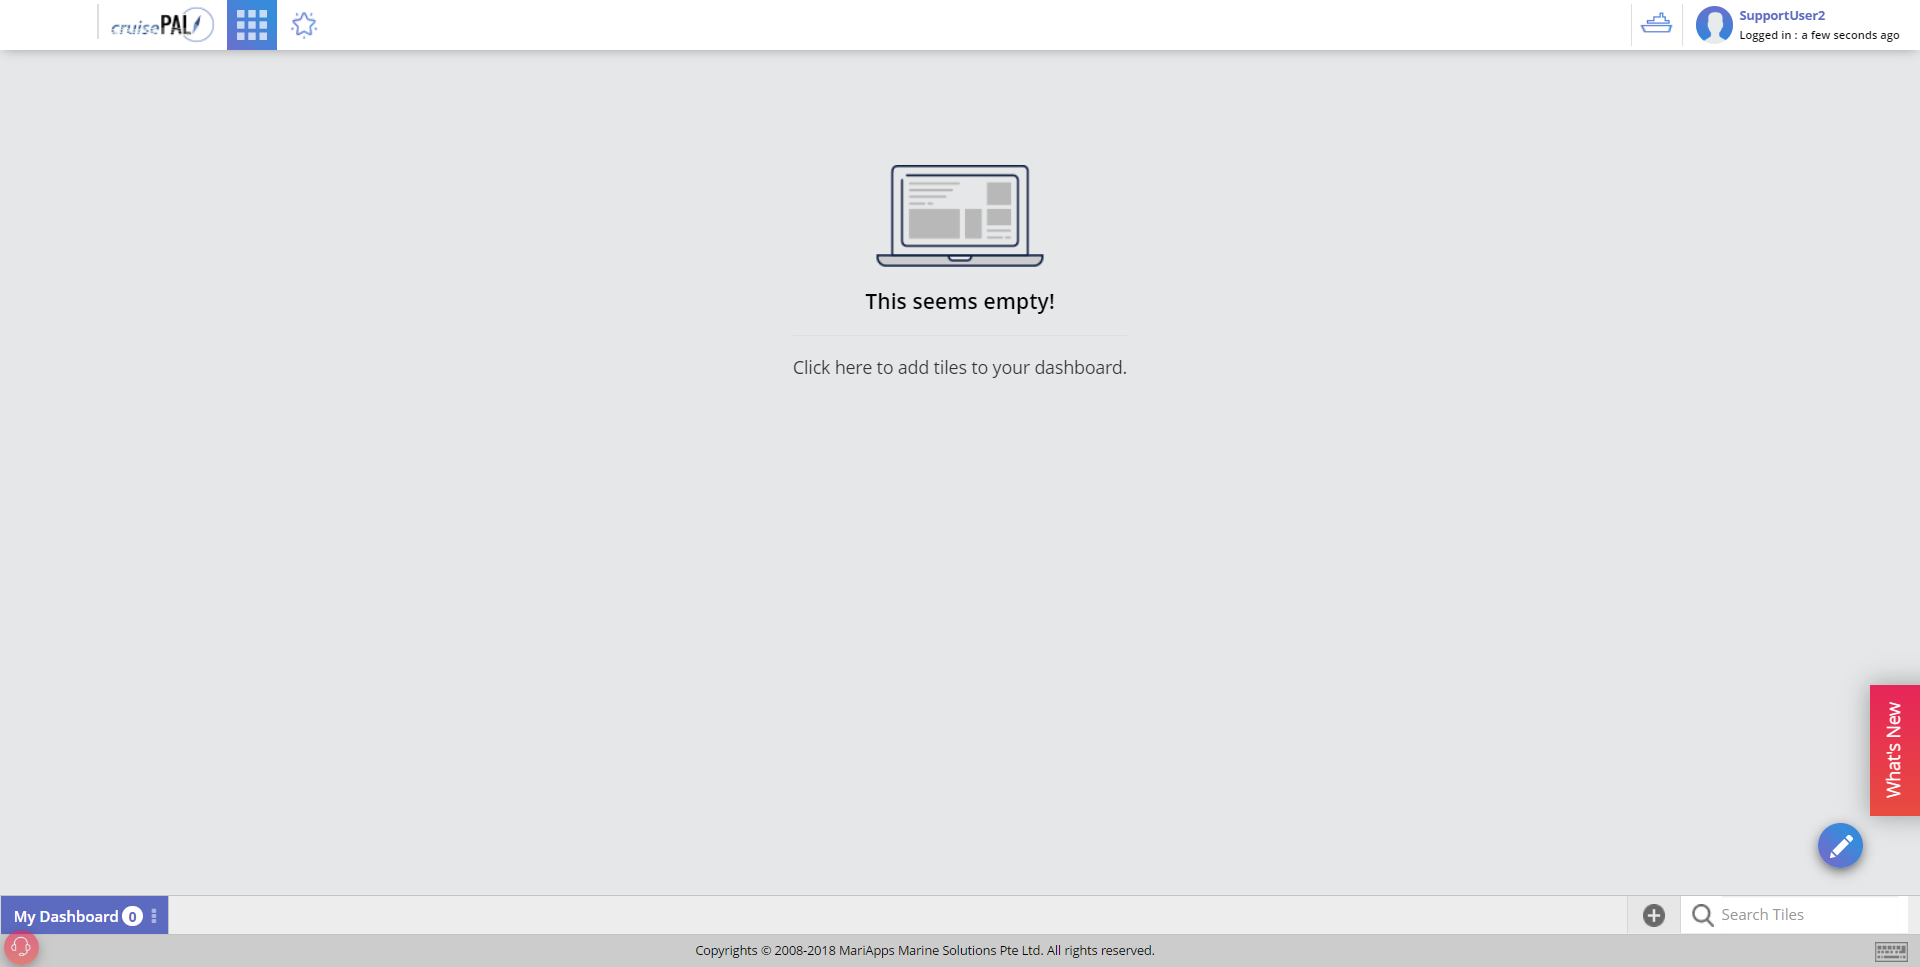 cruisePAL
SupportUser2
Logged in : a few seconds ago
This seems empty!
Click here to add tiles to your dashboard.
What's New
My Dashboard 0
Search Tiles
Copyrights © 2008-2018 MariApps Marine Solutions Pte Ltd. All rights reserved.